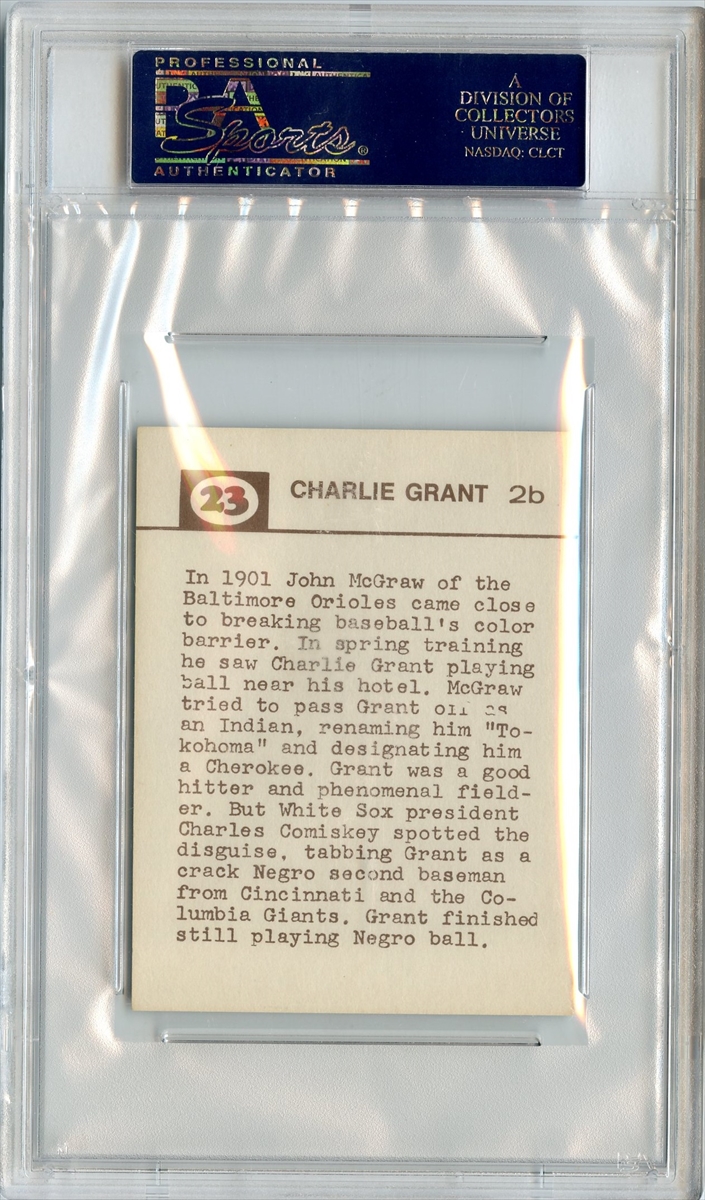 PROFESSIONAL
PSA
Sports®
AUTHENTICATOR
A
DIVISION OF
COLLECTORS
UNIVERSE
NASDAQ: CLCT
23
CHARLIE GRANT 2b
In 1901 John McGraw of the
Baltimore Orioles came close
to breaking baseball's color
barrier. In spring training
he saw Charlie Grant playing
ball near his hotel. McGraw
tried to pass Grant off as
an Indian, renaming him "To-
kohoma" and designating him
a Cherokee. Grant was a good
hitter and phenomenal field-
er. But White Sox president
Charles Comiskey spotted the
disguise, tabbing Grant as a
crack Negro second baseman
from Cincinnati and the Co-
lumbia Giants. Grant finished
still playing Negro ball.